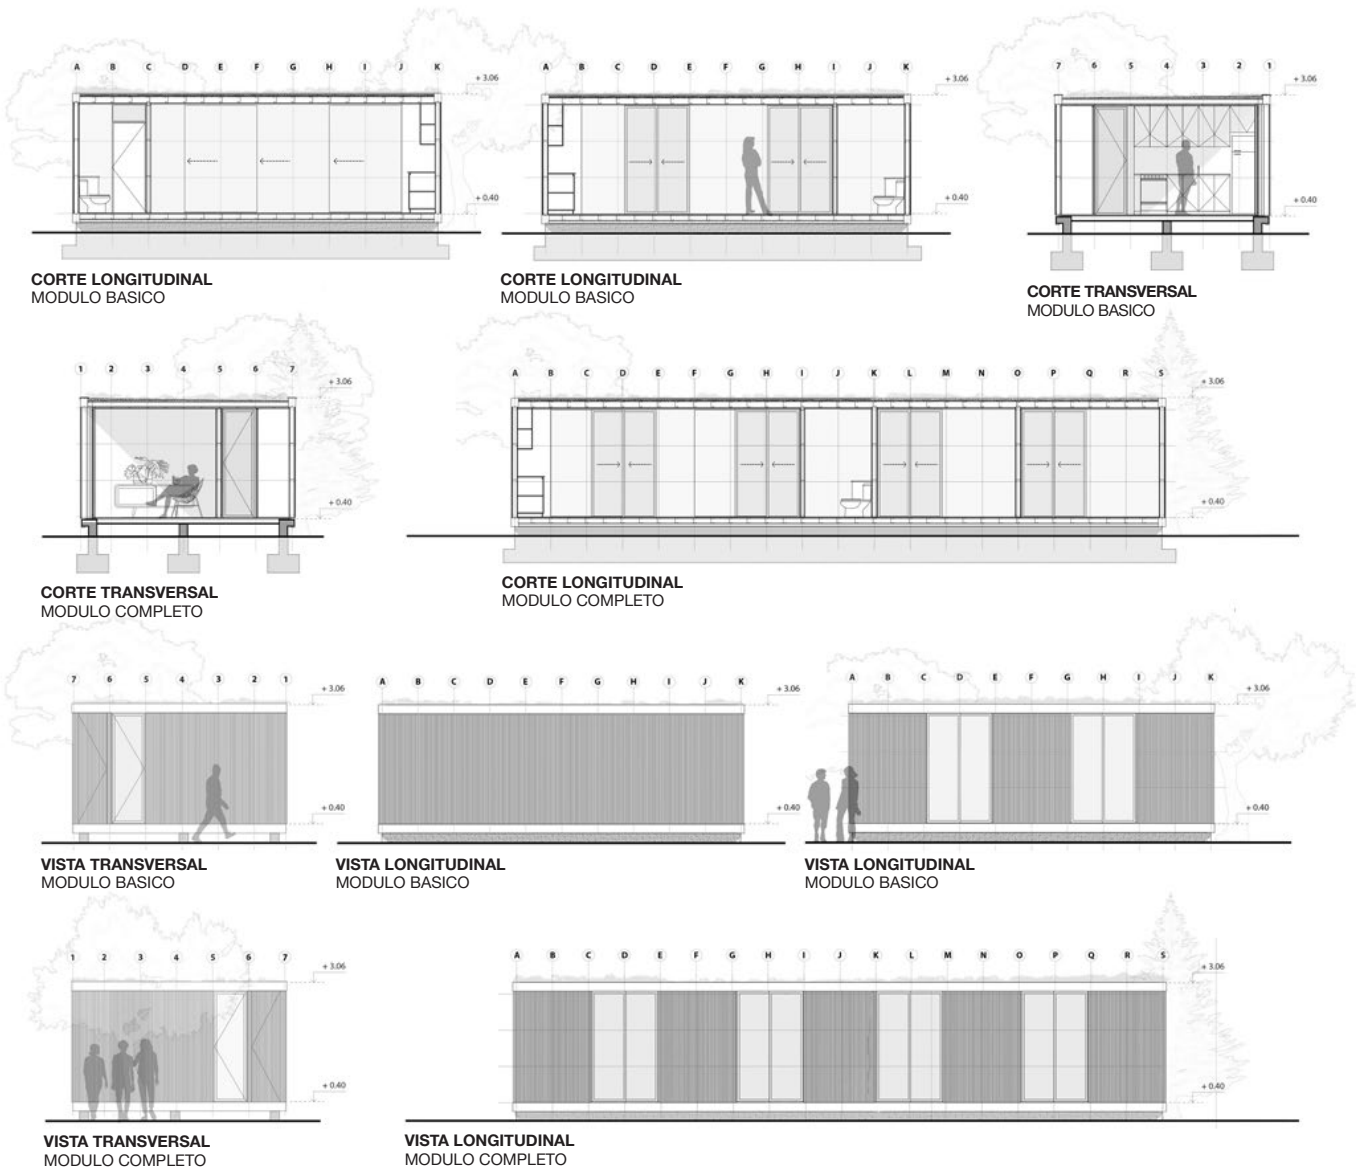 A B C D E F G H I J K
+ 3.06
+ 0.40
CORTE LONGITUDINAL
MODULO BASICO
A B C D E F G H I J K
+ 3.06
+ 0.40
CORTE LONGITUDINAL
MODULO BASICO
7 6 5 4 3 2 1
+ 3.06
+ 0.40
CORTE TRANSVERSAL
MODULO BASICO
1 2 3 4 5 6 7
+ 3.06
+ 0.40
CORTE TRANSVERSAL
MODULO COMPLETO
A B C D E F G H I J K L M N O P Q R S
+ 3.06
+ 0.40
CORTE LONGITUDINAL
MODULO COMPLETO
7 6 5 4 3 2 1
+ 3.06
+ 0.40
VISTA TRANSVERSAL
MODULO BASICO
A B C D E F G H I J K
+ 3.06
+ 0.40
VISTA LONGITUDINAL
MODULO BASICO
A B C D E F G H I J K
+ 3.06
+ 0.40
VISTA LONGITUDINAL
MODULO BASICO
1 2 3 4 5 6 7
+ 3.06
+ 0.40
VISTA TRANSVERSAL
MODULO COMPLETO
A B C D E F G H I J K L M N O P Q R S
+ 3.06
+ 0.40
VISTA LONGITUDINAL
MODULO COMPLETO